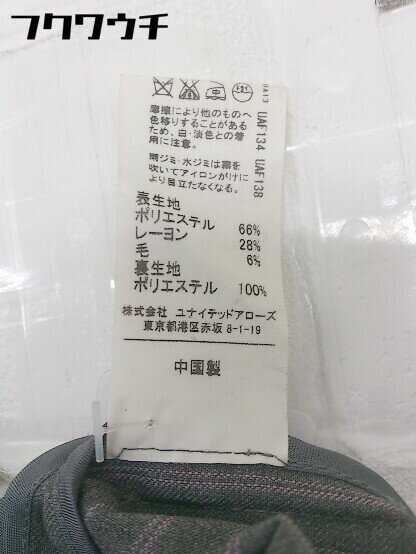 フクワウチ
中
UA13 UAF134 UAF138
摩擦により他のものへ
色移りすることがある
ため、白・淡色との着
用に注意。
雨ジミ・水ジミは霧を
吹いてアイロンがけに
より目立たなくなる。
表生地
ポリエステル 66%
レーヨン 28%
毛 6%
裏生地
ポリエステル 100%
株式会社 ユナイテッドアローズ
東京都港区赤坂 8-1-19
中国製